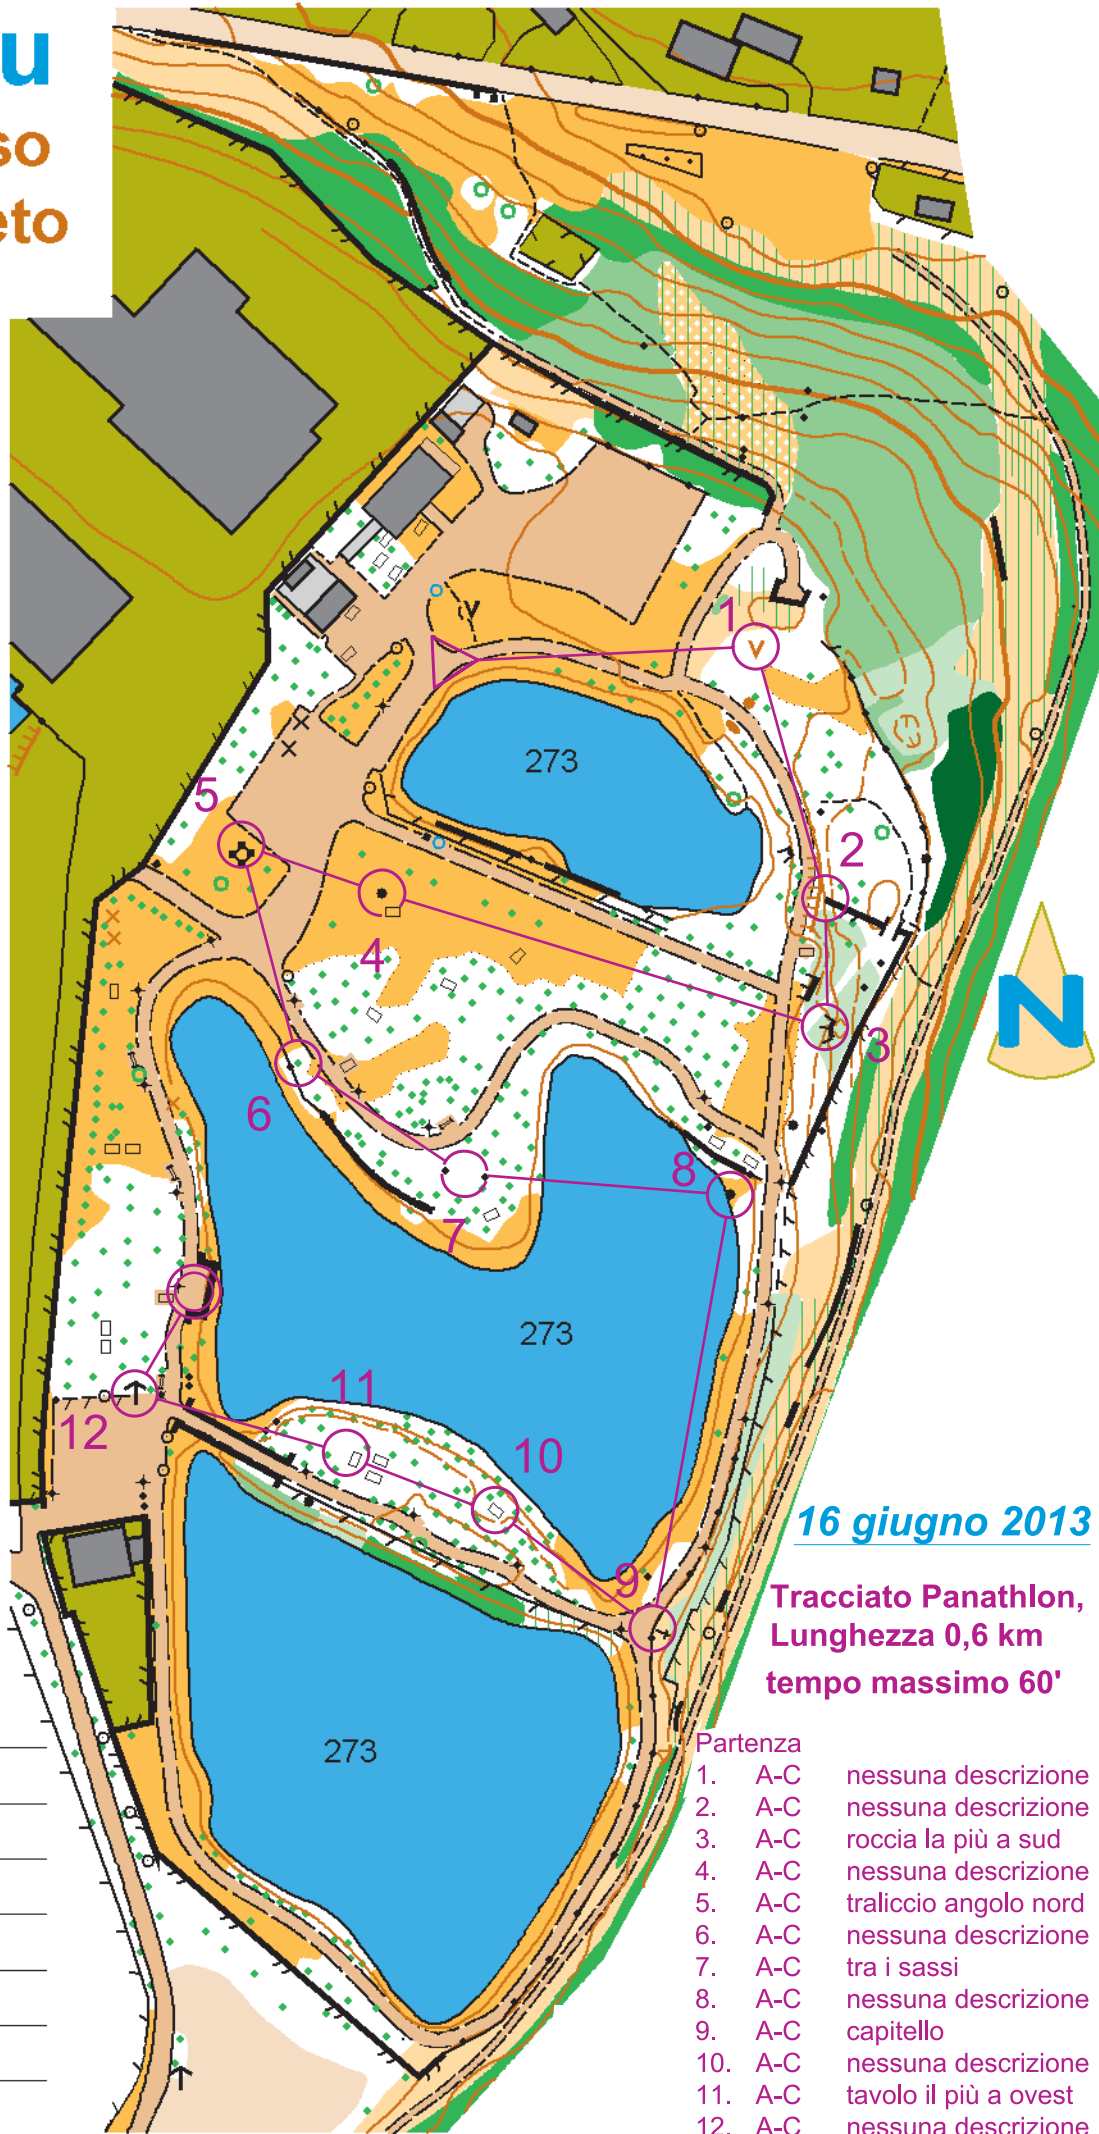 u
so
eto
1
273
5
2
4
N
3
6
8
7
273
11
12
10
16 giugno 2013
9
Tracciato Panathlon,
Lunghezza 0,6 km
tempo massimo 60'
273
Partenza
1. A-C nessuna descrizione
2. A-C nessuna descrizione
3. A-C roccia la più a sud
4. A-C nessuna descrizione
5. A-C traliccio angolo nord
6. A-C nessuna descrizione
7. A-C tra i sassi
8. A-C nessuna descrizione
9. A-C capitello
10. A-C nessuna descrizione
11. A-C tavolo il più a ovest
12. A-C nessuna descrizione